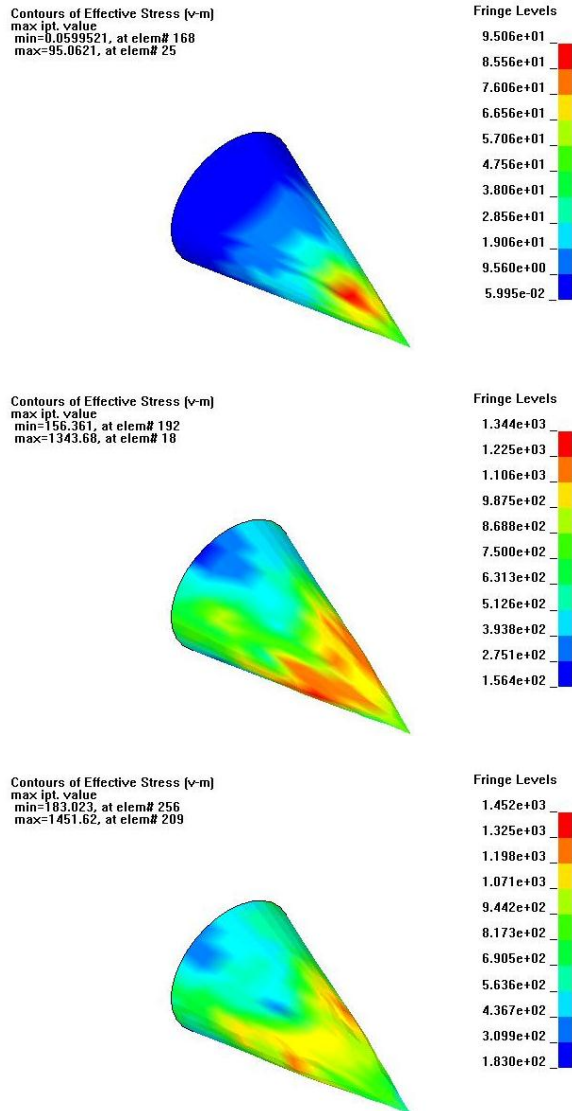 Contours of Effective Stress (v-m)
max ipt. value
min=0.0599521, at elem# 168
max=95.0621, at elem# 25
Fringe Levels
9.506e+01
8.556e+01
7.606e+01
6.656e+01
5.706e+01
4.756e+01
3.806e+01
2.856e+01
1.906e+01
9.560e+00
5.995e-02
Contours of Effective Stress (v-m)
max ipt. value
min=156.361, at elem# 192
max=1343.68, at elem# 18
Fringe Levels
1.344e+03
1.225e+03
1.106e+03
9.875e+02
8.688e+02
7.500e+02
6.313e+02
5.126e+02
3.938e+02
2.751e+02
1.564e+02
Contours of Effective Stress (v-m)
max ipt. value
min=183.023, at elem# 256
max=1451.62, at elem# 209
Fringe Levels
1.452e+03
1.325e+03
1.198e+03
1.071e+03
9.442e+02
8.173e+02
6.905e+02
5.636e+02
4.367e+02
3.099e+02
1.830e+02